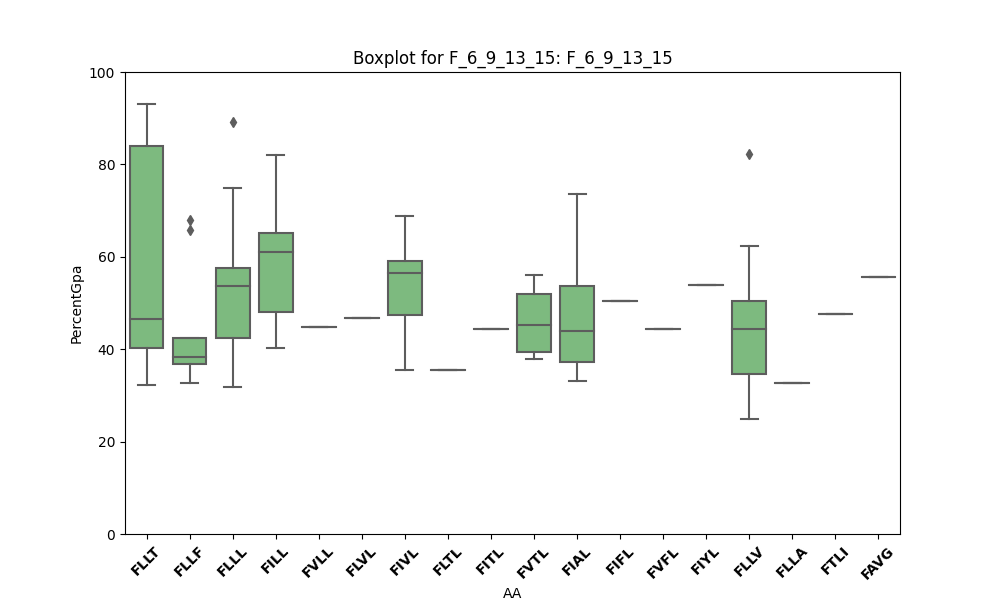 Boxplot for F_6_9_13_15: F_6_9_13_15
PercentGpa
100
80
60
40
20
0
FLLT FLLF FLLL FILL FVLL FLVL FIVL FLTL FITL FVTL FIAL FIFL FVFL FIYL FLLV FLLA FTLI FAVG
AA